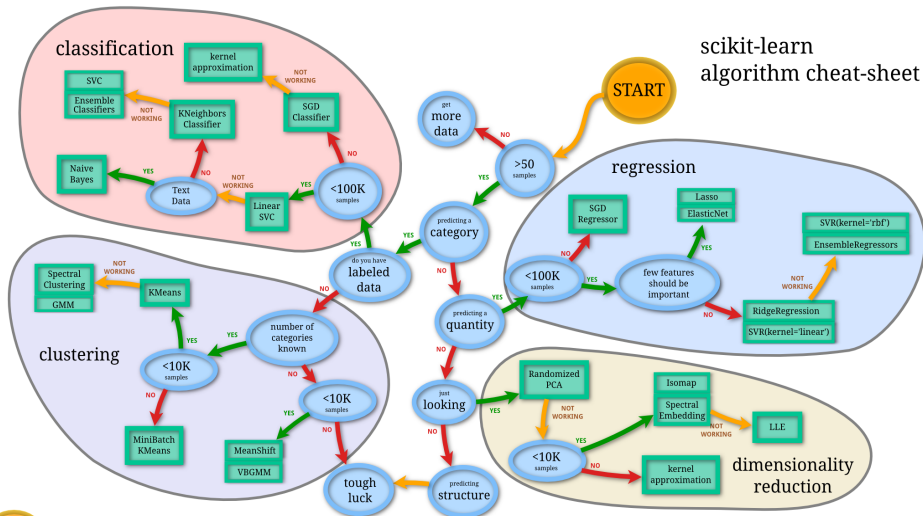 scikit-learn
algorithm cheat-sheet
START
classification
kernel
approximation
NOT
WORKING
SVC
Ensemble
Classifiers
NOT
WORKING
KNeighbors
Classifier
SGD
Classifier
NO
NO
Naive
Bayes
YES
Text
Data
NOT
WORKING
Linear
SVC
YES
<100K
samples
YES
get
more
data
NO
>50
samples
YES
predicting a
category
YES
do you have
labeled
data
NO
NO
predicting a
quantity
YES
NO
just
looking
YES
NO
predicting
structure
tough
luck
regression
SGD
Regressor
NO
<100K
samples
YES
few features
should be
important
YES
Lasso
ElasticNet
NO
RidgeRegression
SVR(kernel='linear')
NOT
WORKING
SVR(kernel='rbf')
EnsembleRegressors
clustering
Spectral
Clustering
GMM
NOT
WORKING
KMeans
YES
<10K
samples
NO
MiniBatch
KMeans
YES
number of
categories
known
NO
<10K
samples
YES
NO
MeanShift
VBGMM
dimensionality
reduction
Randomized
PCA
NOT
WORKING
<10K
samples
YES
NO
Isomap
Spectral
Embedding
NOT
WORKING
LLE
kernel
approximation